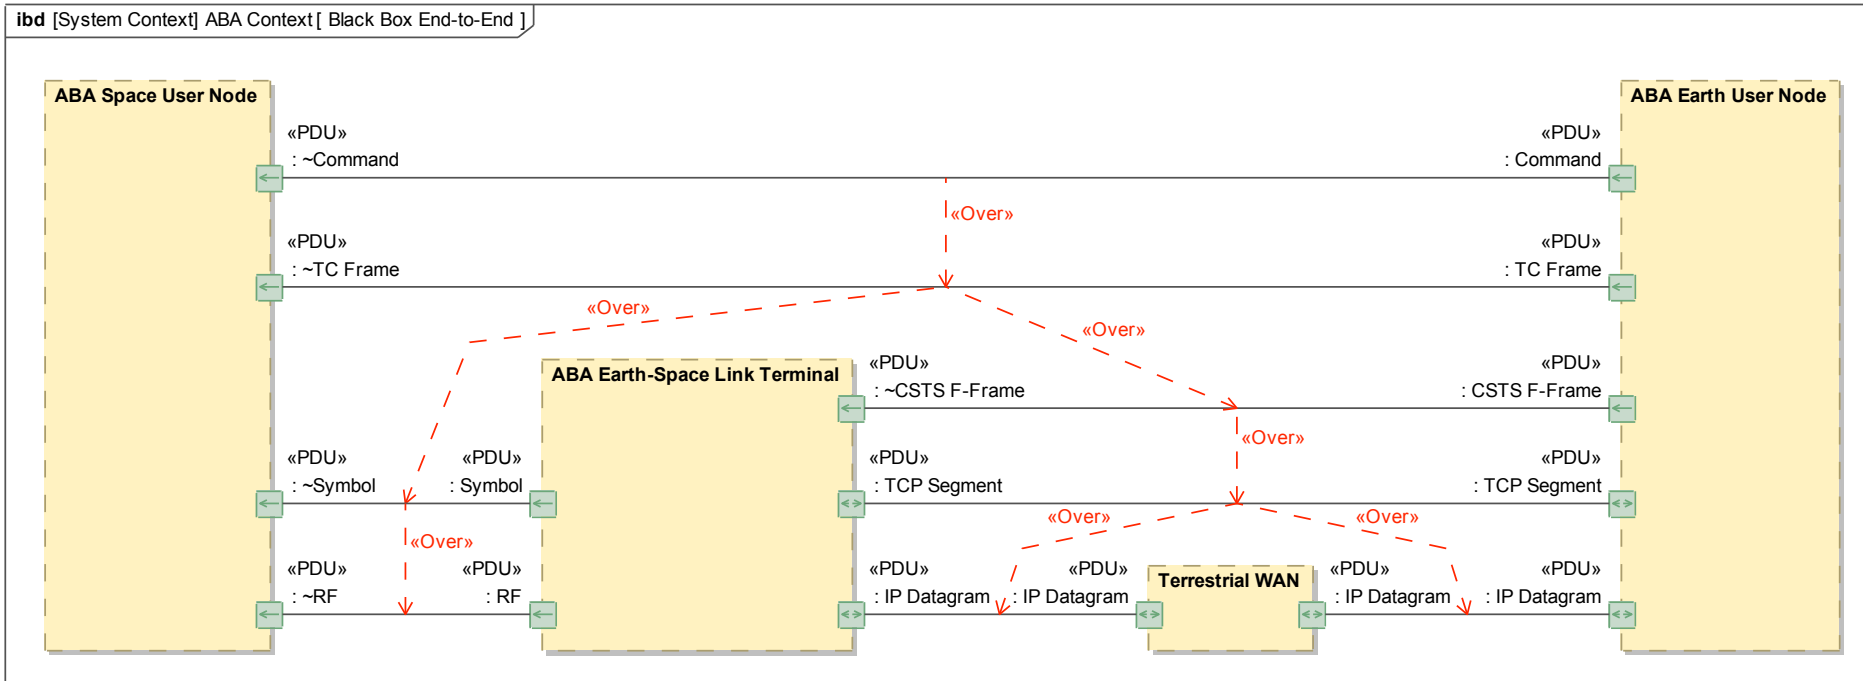 ibd [System Context] ABA Context [ Black Box End-to-End ]
ABA Space User Node
ABA Earth User Node
«PDU»
: ~Command
«PDU»
: Command
«Over»
«PDU»
: ~TC Frame
«PDU»
: TC Frame
«Over»
«Over»
ABA Earth-Space Link Terminal
«PDU»
: ~CSTS F-Frame
«PDU»
: CSTS F-Frame
«Over»
«PDU»
: ~Symbol
«PDU»
: Symbol
«PDU»
: TCP Segment
«PDU»
: TCP Segment
«Over»
«Over»
«Over»
«PDU»
: ~RF
«PDU»
: RF
«PDU»
: IP Datagram
«PDU»
: IP Datagram
Terrestrial WAN
«PDU»
: IP Datagram
«PDU»
: IP Datagram